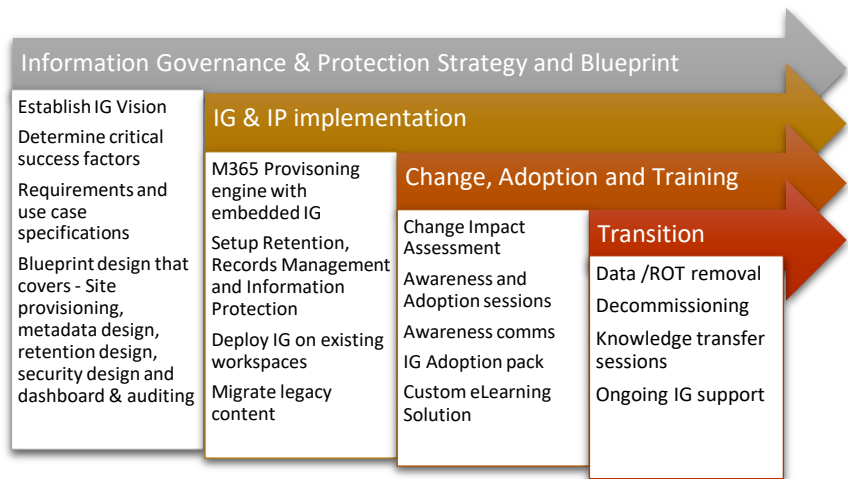 Information Governance & Protection Strategy and Blueprint
Establish IG Vision
Determine critical
success factors
Requirements and
use case
specifications
Blueprint design that
covers - Site
provisioning,
metadata design,
retention design,
security design and
dashboard & auditing
IG & IP implementation
M365 Provisoning
engine with
embedded IG
Setup Retention,
Records Management
and Information
Protection
Deploy IG on existing
workspaces
Migrate legacy
content
Change, Adoption and Training
Change Impact
Assessment
Awareness and
Adoption sessions
Awareness comms
IG Adoption pack
Custom eLearning
Solution
Transition
Data /ROT removal
Decommissioning
Knowledge transfer
sessions
Ongoing IG support